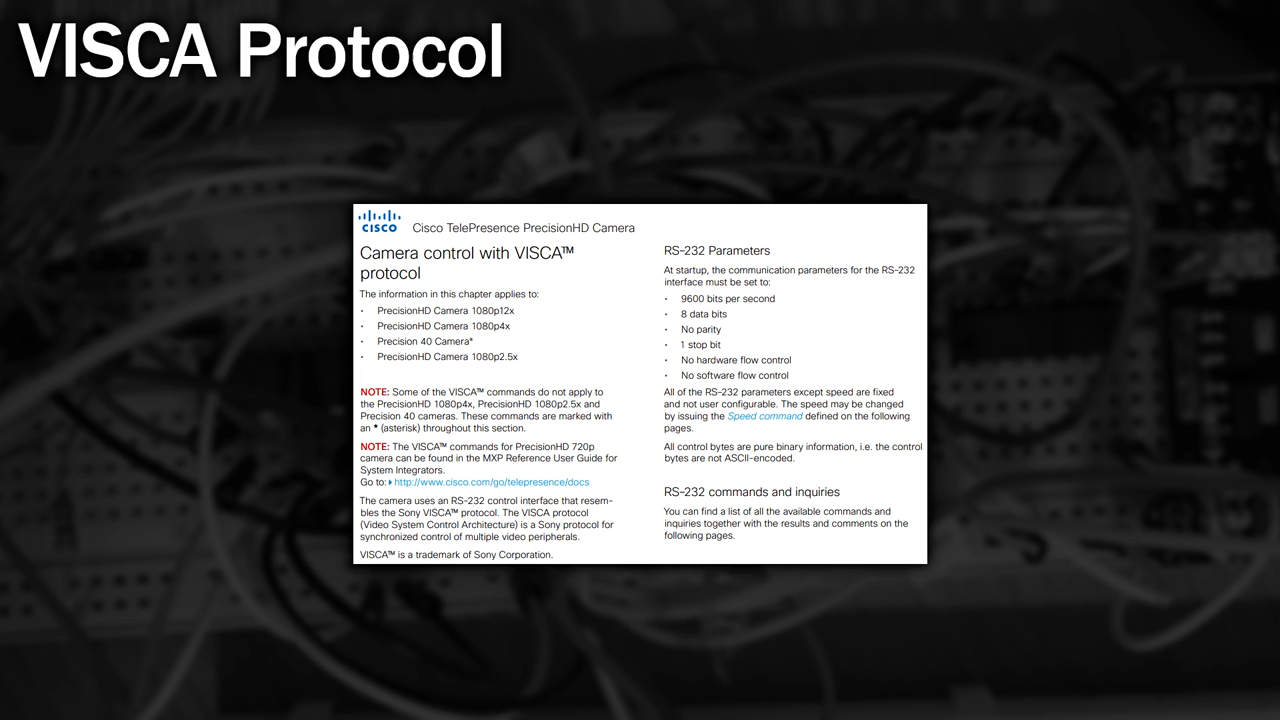 VISCA Protocol
CISCO
Cisco TelePresence PrecisionHD Camera
Camera control with VISCA™
protocol
The information in this chapter applies to:
• PrecisionHD Camera 1080p12x
• PrecisionHD Camera 1080p4x
• Precision 40 Camera*
• PrecisionHD Camera 1080p2.5x
NOTE: Some of the VISCA™ commands do not apply to
the PrecisionHD 1080p4x, PrecisionHD 1080p2.5x and
Precision 40 cameras. These commands are marked with
an * (asterisk) throughout this section.
NOTE: The VISCA™ commands for PrecisionHD 720p
camera can be found in the MXP Reference User Guide for
System Integrators.
Go to: http://www.cisco.com/go/telepresence/docs
The camera uses an RS-232 control interface that resem-
bles the Sony VISCA™ protocol. The VISCA protocol
(Video System Control Architecture) is a Sony protocol for
synchronized control of multiple video peripherals.
VISCA™ is a trademark of Sony Corporation.
RS-232 Parameters
At startup, the communication parameters for the RS-232
interface must be set to:
• 9600 bits per second
• 8 data bits
• No parity
• 1 stop bit
• No hardware flow control
• No software flow control
All of the RS-232 parameters except speed are fixed
and not user configurable. The speed may be changed
by issuing the Speed command defined on the following
pages.
All control bytes are pure binary information, i.e. the control
bytes are not ASCII-encoded.
RS-232 commands and inquiries
You can find a list of all the available commands and
inquiries together with the results and comments on the
following pages.